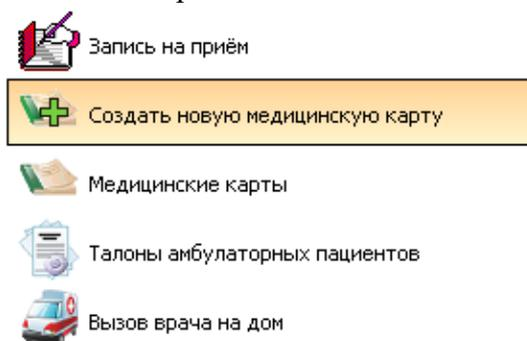 Запись на приём
Создать новую медицинскую карту
Медицинские карты
Талоны амбулаторных пациентов
Вызов врача на дом